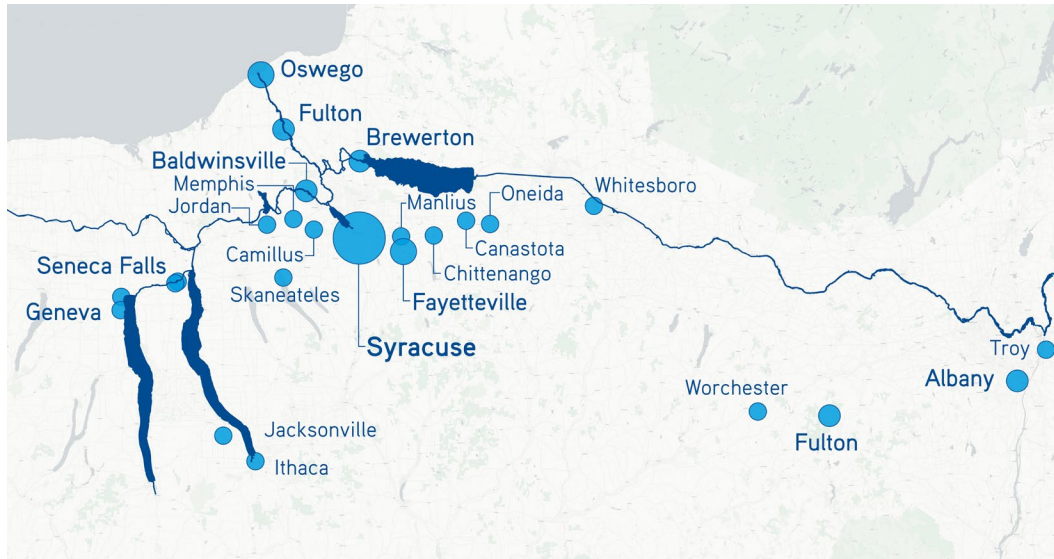 Oswego
Fulton
Brewerton
Baldwinsville
Memphis
Jordan
Manlius
Oneida
Whitesboro
Camillus
Canastota
Chittenango
Seneca Falls
Skaneateles
Fayetteville
Geneva
Syracuse
Troy
Albany
Worchester
Fulton
Jacksonville
Ithaca